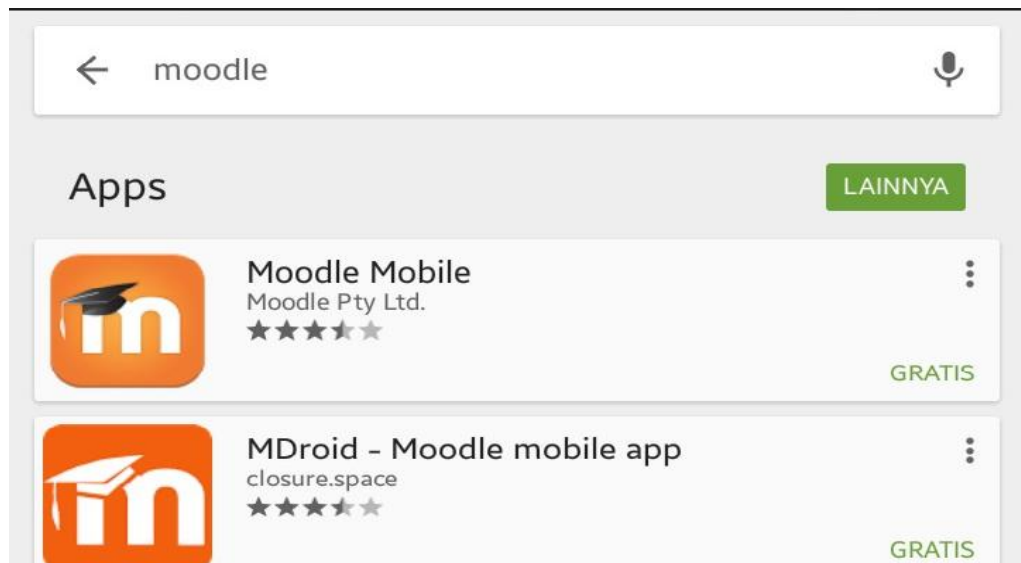 moodle
Apps
LAINNYA
Moodle Mobile
Moodle Pty Ltd.
GRATIS
MDroid - Moodle mobile app
closure.space
GRATIS